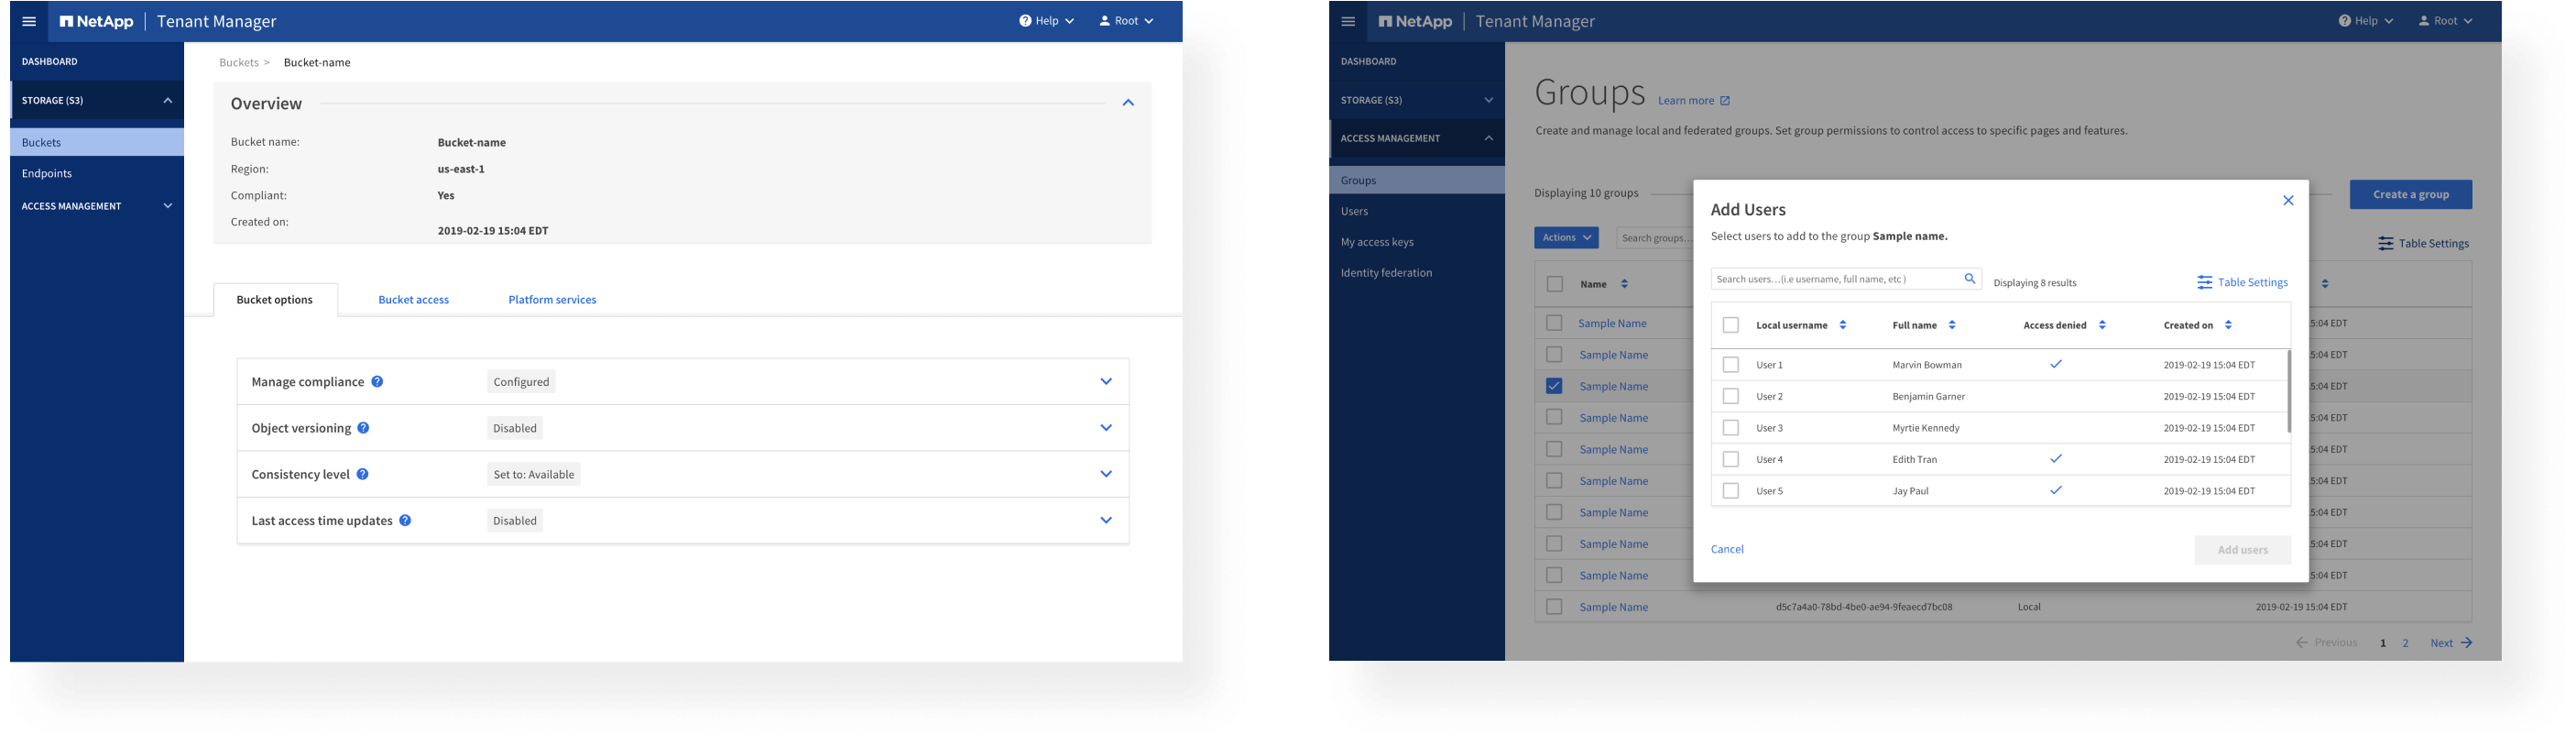 NetApp | Tenant Manager
Help
Root
DASHBOARD
STORAGE (S3)
Buckets
Endpoints
ACCESS MANAGEMENT
Buckets > Bucket-name
Overview
Bucket name: Bucket-name
Region: us-east-1
Compliant: Yes
Created on: 2019-02-19 15:04 EDT
Bucket options Bucket access Platform services
Manage compliance ? Configured
Object versioning ? Disabled
Consistency level ? Set to: Available
Last access time updates ? Disabled
NetApp | Tenant Manager
Help
Root
DASHBOARD
STORAGE (S3)
ACCESS MANAGEMENT
Groups
Users
My access keys
Identity federation
Groups Learn more
Create and manage local and federated groups. Set group permissions to control access to specific pages and features.
Displaying 10 groups
Create a group
Actions
Search groups...
Table Settings
Name
Sample Name 5:04 EDT
Sample Name 5:04 EDT
Sample Name 5:04 EDT
Sample Name 5:04 EDT
Sample Name 5:04 EDT
Sample Name 5:04 EDT
Sample Name 5:04 EDT
Sample Name 5:04 EDT
Sample Name 5:04 EDT
Sample Name d5c7a4a0-78bd-4be0-ae94-9feaecd7bc08 Local 2019-02-19 15:04 EDT
Previous 1 2 Next
Add Users
Select users to add to the group Sample name.
Search users...(i.e username, full name, etc )
Displaying 8 results
Table Settings
Local username Full name Access denied Created on
User 1 Marvin Bowman 2019-02-19 15:04 EDT
User 2 Benjamin Garner 2019-02-19 15:04 EDT
User 3 Myrtie Kennedy 2019-02-19 15:04 EDT
User 4 Edith Tran 2019-02-19 15:04 EDT
User 5 Jay Paul 2019-02-19 15:04 EDT
Cancel
Add users